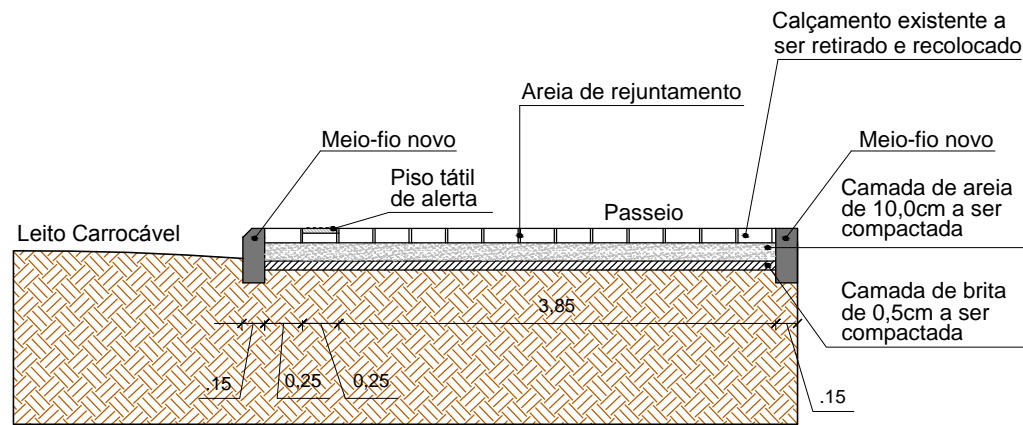 Calçamento existente a
ser retirado e recolocado
Areia de rejuntamento
Meio-fio novo
Meio-fio novo
Piso tátil
de alerta
Passeio
Camada de areia
de 10,0cm a ser
compactada
Leito Carrocável
Camada de brita
de 0,5cm a ser
compactada
3,85
.15
0,25
0,25
.15